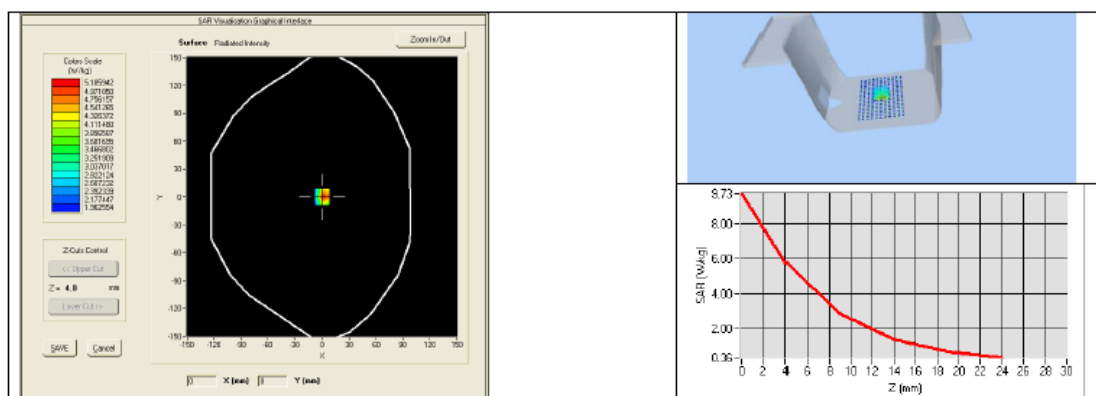 SAR Visualisation Graphical Interface
Surface Radiated Intensity
Zoom In/Out
Colors Scale
(W/kg)
5.185942
4.971050
4.756157
4.541265
4.326372
4.111480
3.896587
3.681695
3.466802
3.251909
3.037017
2.822124
2.607232
2.392339
2.177447
1.962554
Z-Cuts Control
<< Upper Cut
Z = 4.0 mm
Lower Cut >>
SAVE
Cancel
150
120
90
60
30
0
-30
-60
-90
-120
-150
Y
-150 -120 -90 -60 -30 0 30 60 90 120 150
X
0 X (mm) 0 Y (mm)
9.73
8.00
6.00
4.00
2.00
0.36
SAR (W/kg)
0 2 4 6 8 10 12 14 16 18 20 22 24 26 28 30
Z (mm)